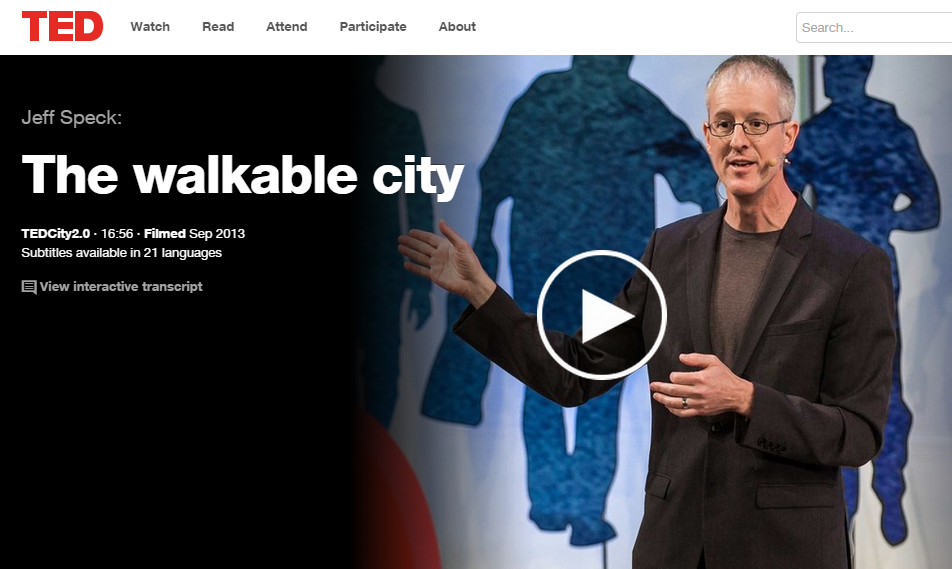 TED Watch Read Attend Participate About Search...
Jeff Speck:
The walkable city
TEDCity2.0 · 16:56 · Filmed Sep 2013
Subtitles available in 21 languages
View interactive transcript